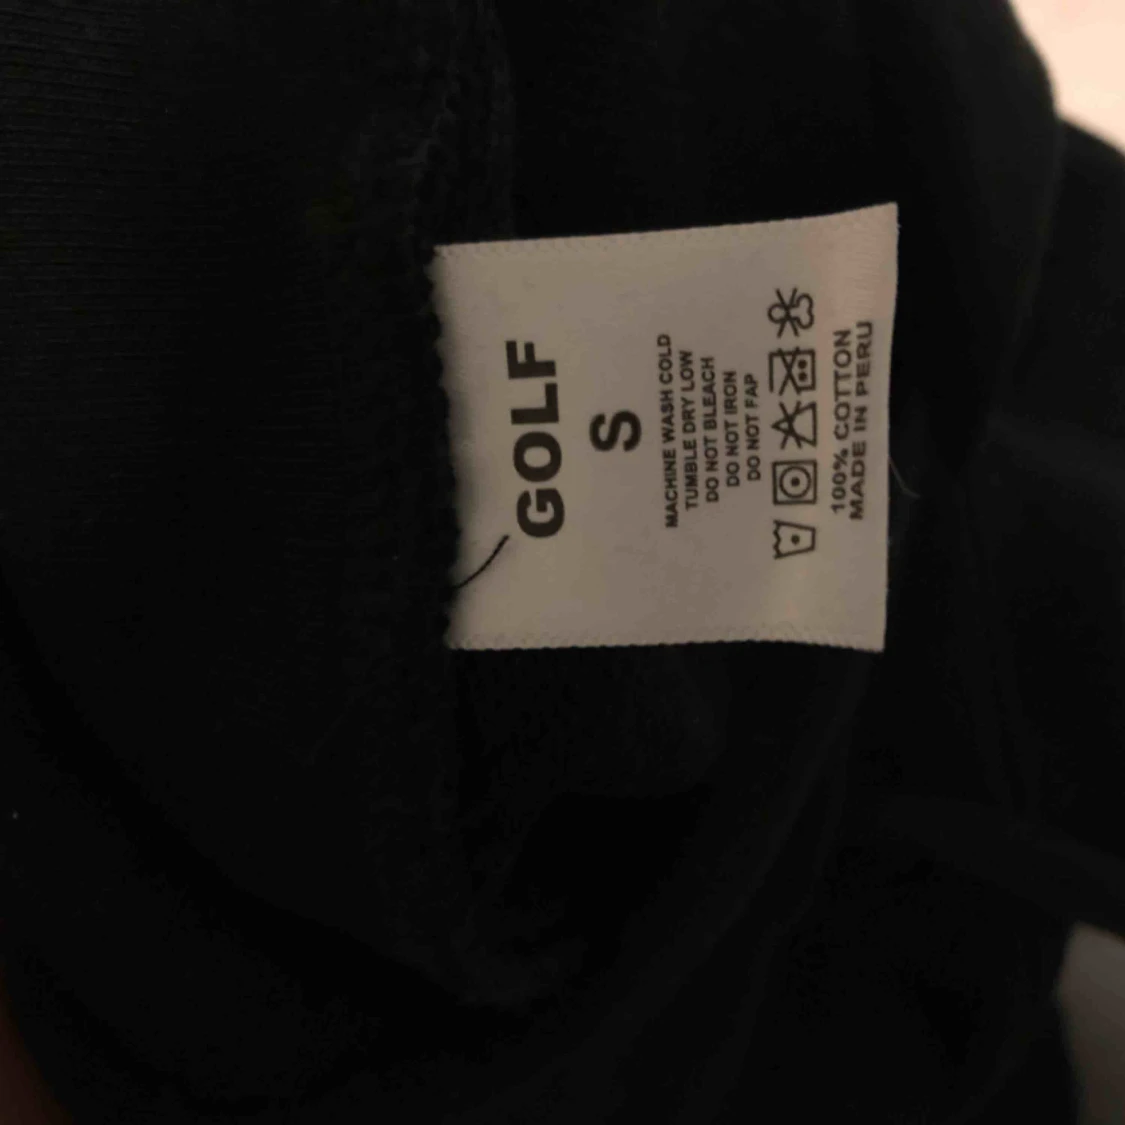 GOLF
S
MACHINE WASH COLD
TUMBLE DRY LOW
DO NOT BLEACH
DO NOT IRON
DO NOT FAP
100% COTTON
MADE IN PERU